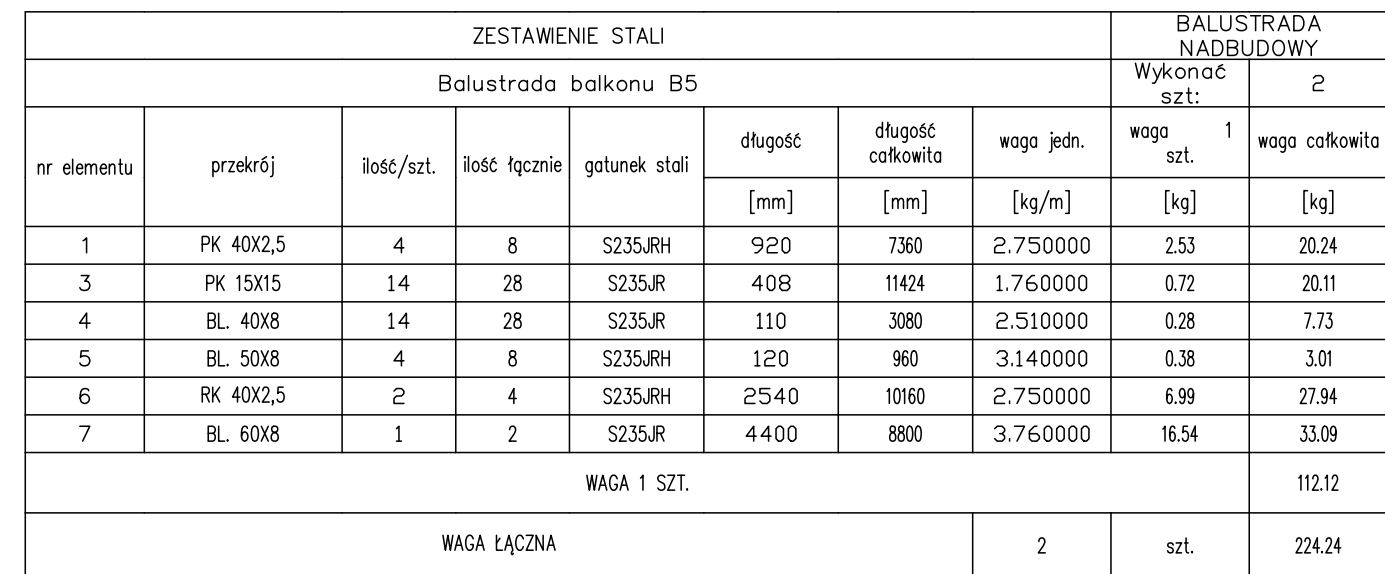 ZESTAWIENIE STALI
BALUSTRADA
NADBUDOWY
Balustrada balkonu B5
Wykonać
szt:
2
nr elementu
przekrój
ilość/szt.
ilość łącznie
gatunek stali
długość
długość
całkowita
waga jedn.
waga 1
szt.
waga całkowita
[mm]
[mm]
[kg/m]
[kg]
[kg]
1 PK 40X2,5 4 8 S235JRH 920 7360 2.750000 2.53 20.24
3 PK 15X15 14 28 S235JR 408 11424 1.760000 0.72 20.11
4 BL. 40X8 14 28 S235JR 110 3080 2.510000 0.28 7.73
5 BL. 50X8 4 8 S235JRH 120 960 3.140000 0.38 3.01
6 RK 40X2,5 2 4 S235JRH 2540 10160 2.750000 6.99 27.94
7 BL. 60X8 1 2 S235JR 4400 8800 3.760000 16.54 33.09
WAGA 1 SZT. 112.12
WAGA ŁĄCZNA 2 szt. 224.24